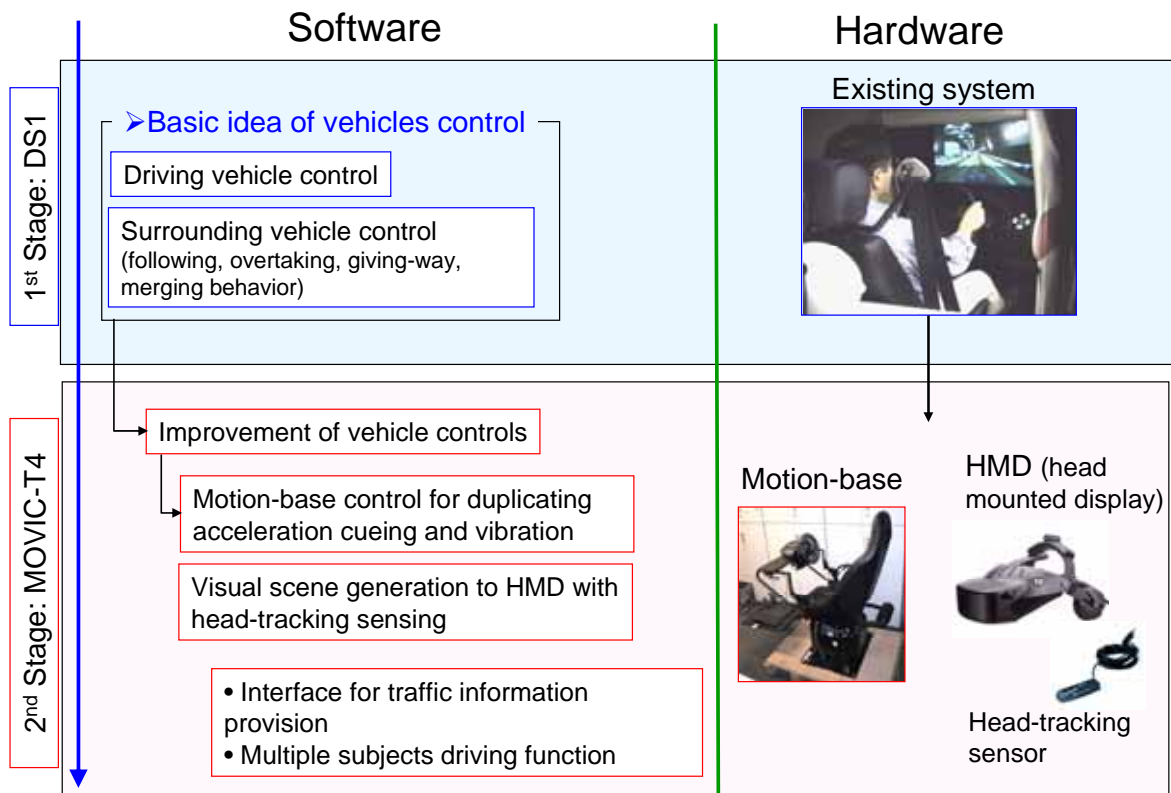 Software
Hardware
1st Stage: DS1
➢Basic idea of vehicles control
Driving vehicle control
Surrounding vehicle control
(following, overtaking, giving-way,
merging behavior)
Existing system
2nd Stage: MOVIC-T4
Improvement of vehicle controls
Motion-base control for duplicating
acceleration cueing and vibration
Visual scene generation to HMD with
head-tracking sensing
• Interface for traffic information
provision
• Multiple subjects driving function
Motion-base
HMD (head
mounted display)
Head-tracking
sensor